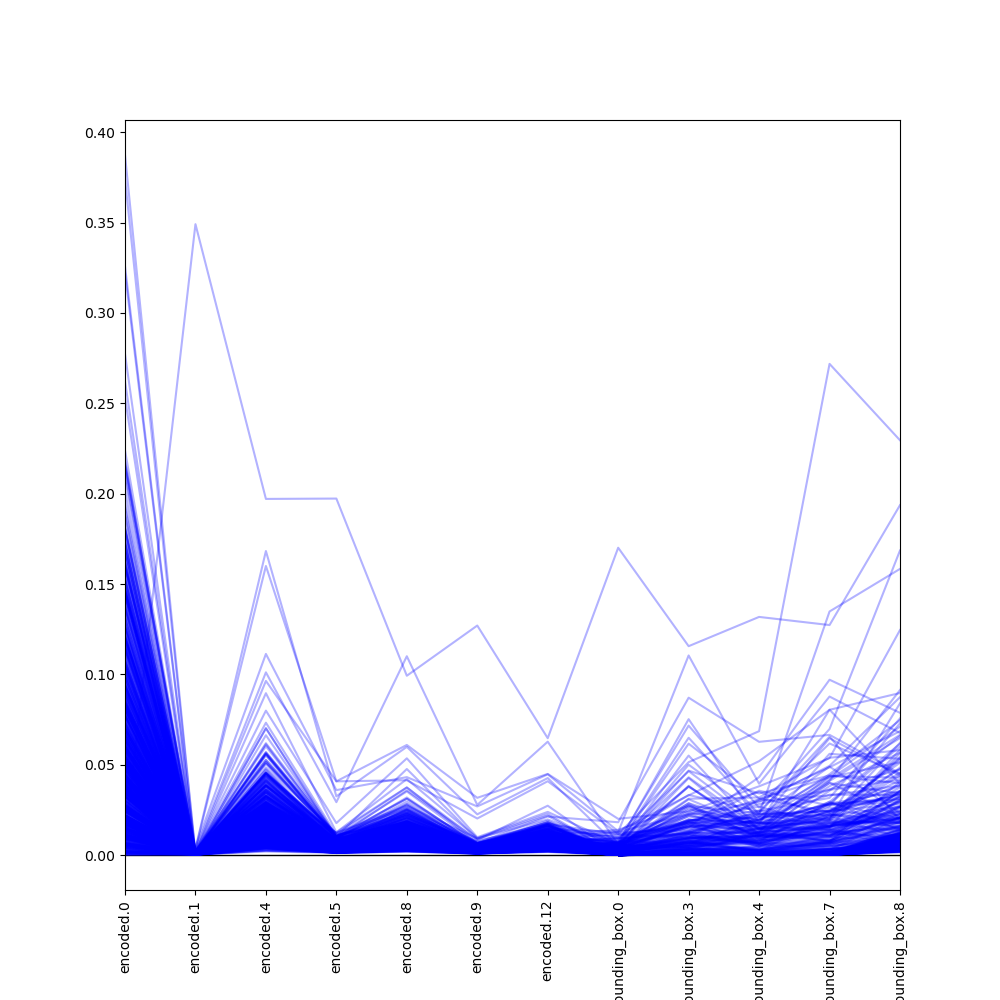 0.40
0.35
0.30
0.25
0.20
0.15
0.10
0.05
0.00
encoded.0
encoded.1
encoded.4
encoded.5
encoded.8
encoded.9
encoded.12
ounding_box.0
ounding_box.3
ounding_box.4
ounding_box.7
ounding_box.8